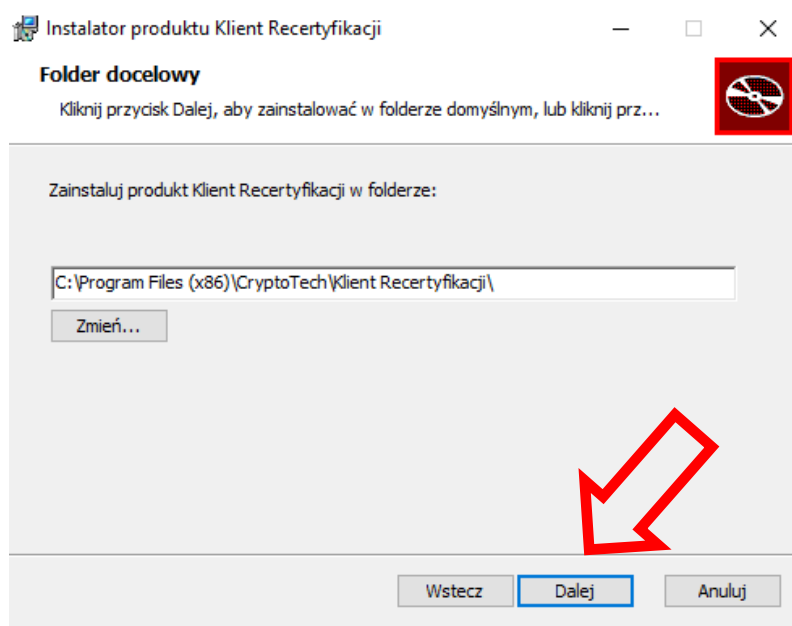 Instalator produktu Klient Recertyfikacji
Folder docelowy
Kliknij przycisk Dalej, aby zainstalować w folderze domyślnym, lub kliknij prz...
Zainstaluj produkt Klient Recertyfikacji w folderze:
C:\Program Files (x86)\CryptoTech\Klient Recertyfikacji\
Zmień...
Wstecz Dalej Anuluj